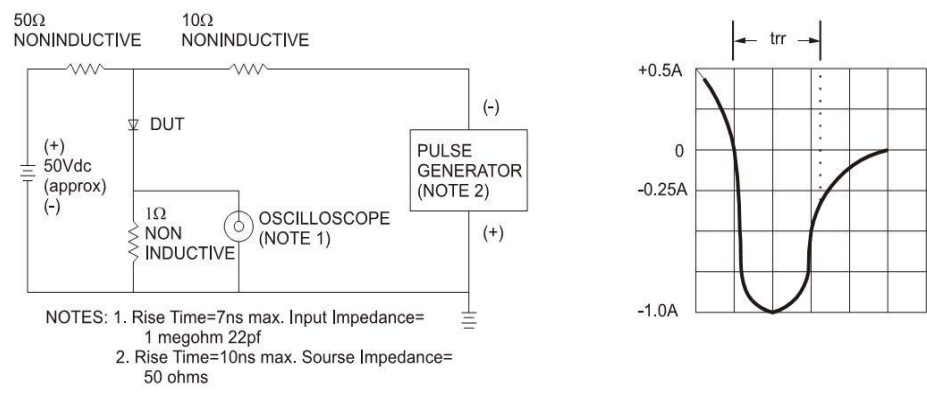 50Ω
NONINDUCTIVE
10Ω
NONINDUCTIVE
DUT
(+)
50Vdc
(approx)
(-)
1Ω
NON
INDUCTIVE
OSCILLOSCOPE
(NOTE 1)
(-)
PULSE
GENERATOR
(NOTE 2)
(+)
NOTES: 1. Rise Time=7ns max. Input Impedance=
1 megohm 22pf
2. Rise Time=10ns max. Sourse Impedance=
50 ohms
trr
+0.5A
0
-0.25A
-1.0A